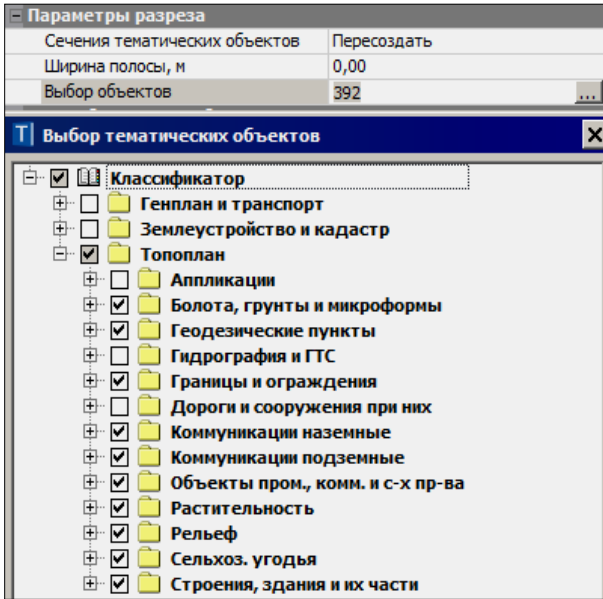 Параметры разреза
Сечения тематических объектов Пересоздать
Ширина полосы, м 0,00
Выбор объектов 392 ...
T Выбор тематических объектов
Классификатор
Генплан и транспорт
Землеустройство и кадастр
Топоплан
Аппликации
Болота, грунты и микроформы
Геодезические пункты
Гидрография и ГТС
Границы и ограждения
Дороги и сооружения при них
Коммуникации наземные
Коммуникации подземные
Объекты пром., комм. и с-х пр-ва
Растительность
Рельеф
Сельхоз. угодья
Строения, здания и их части